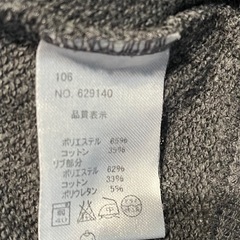 106
NO. 629140
品質表示
ポリエステル 65%
コットン 35%
リブ部分
ポリエステル 62%
コットン 33%
ポリウレタン 5%
弱
40